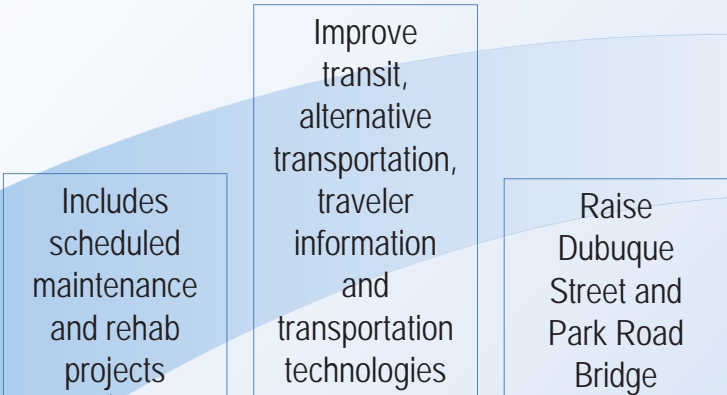 Includes
scheduled
maintenance
and rehab
projects
Improve
transit,
alternative
transportation,
traveler
information
and
transportation
technologies
Raise
Dubuque
Street and
Park Road
Bridge